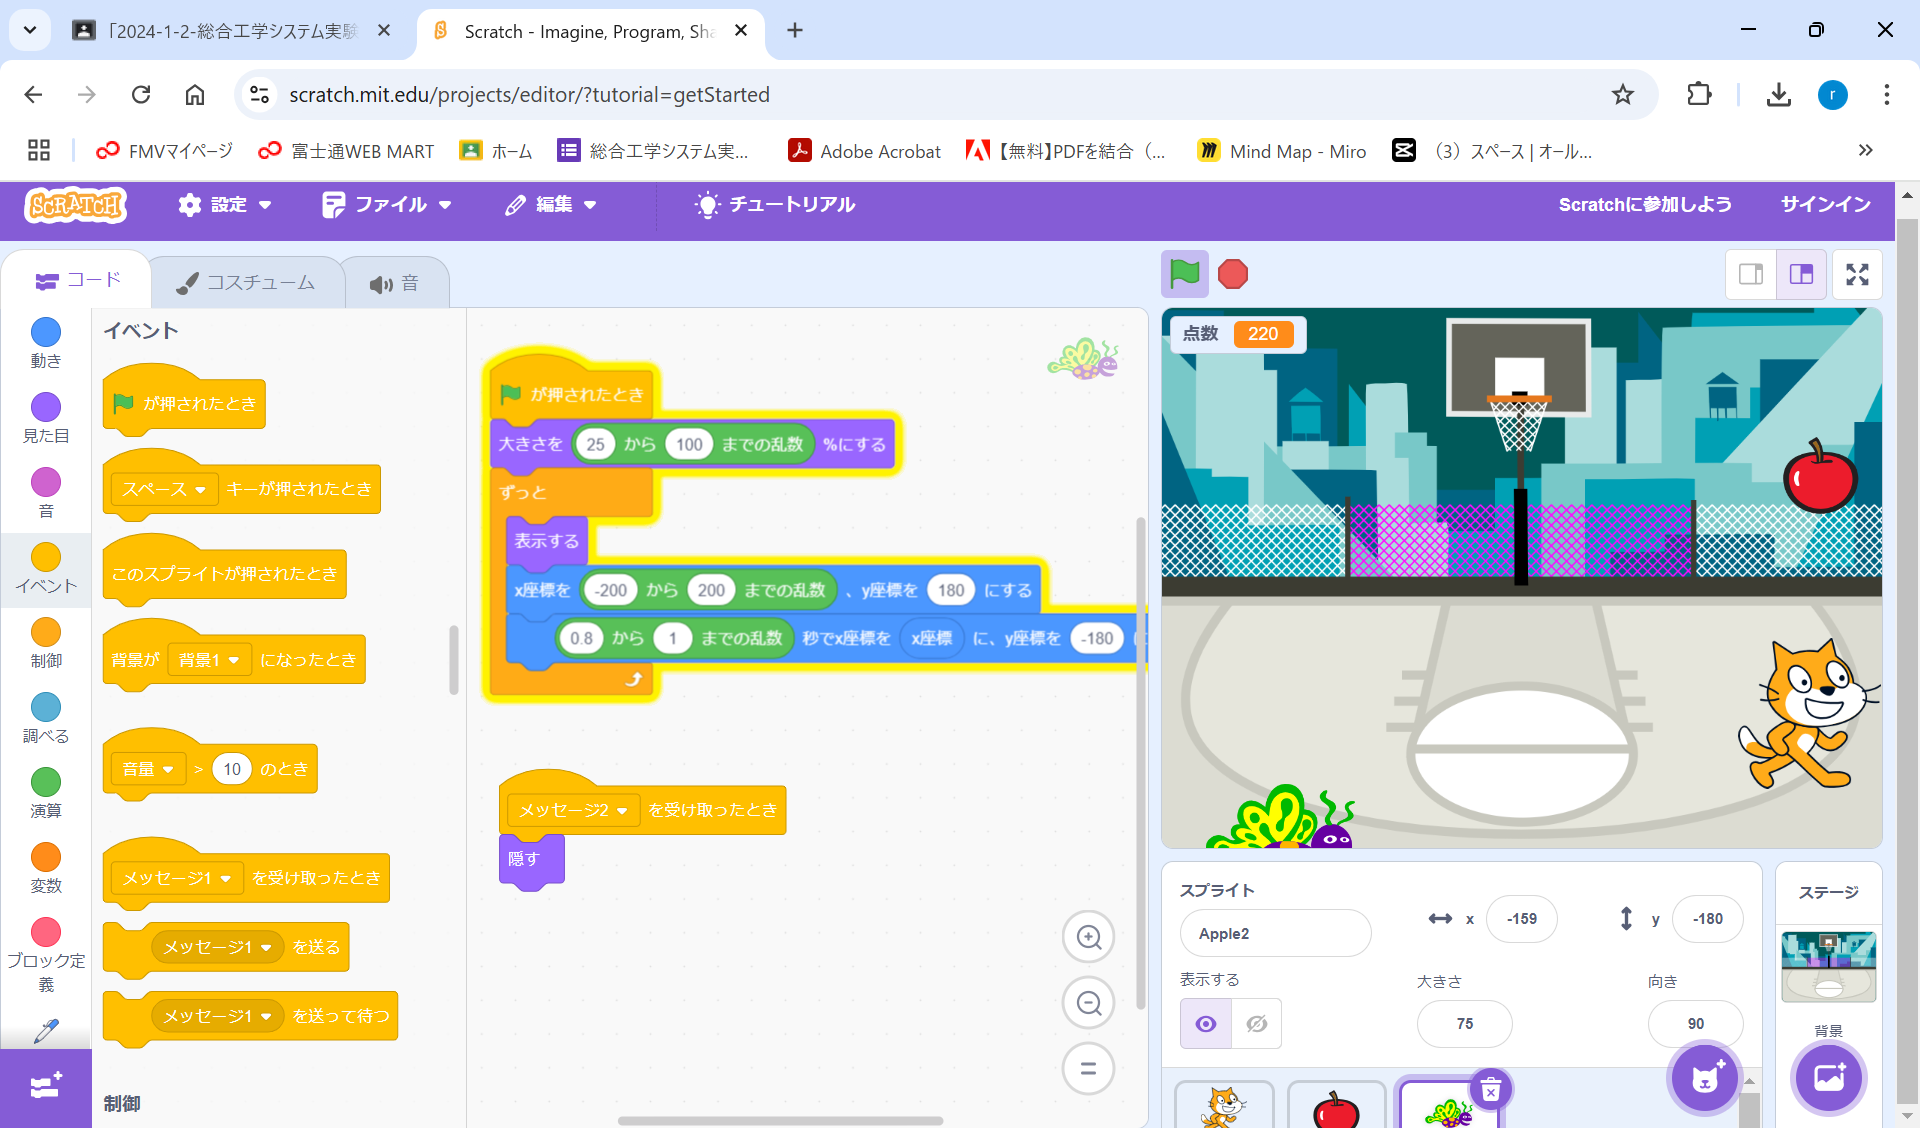 「2024-1-2-総合工学システム実験
Scratch - Imagine, Program, Sha
scratch.mit.edu/projects/editor/?tutorial=getStarted
r
FMVマイページ
富士通WEB MART
ホーム
総合工学システム実...
Adobe Acrobat
【無料】PDFを結合（...
Mind Map - Miro
（3）スペース | オール...
SCRATCH
設定
ファイル
編集
チュートリアル
Scratchに参加しよう
サインイン
コード
コスチューム
音
動き
見た目
音
イベント
制御
調べる
演算
変数
ブロック定義
イベント
が押されたとき
スペース キーが押されたとき
このスプライトが押されたとき
背景が 背景1 になったとき
音量 > 10 のとき
メッセージ1 を受け取ったとき
メッセージ1 を送る
メッセージ1 を送って待つ
制御
が押されたとき
大きさを 25 から 100 までの乱数 %にする
ずっと
表示する
x座標を -200 から 200 までの乱数 、y座標を 180 にする
0.8 から 1 までの乱数 秒でx座標を x座標 に、y座標を -180
メッセージ2 を受け取ったとき
隠す
点数 220
スプライト
Apple2
x -159
y -180
表示する
大きさ
75
向き
90
ステージ
背景